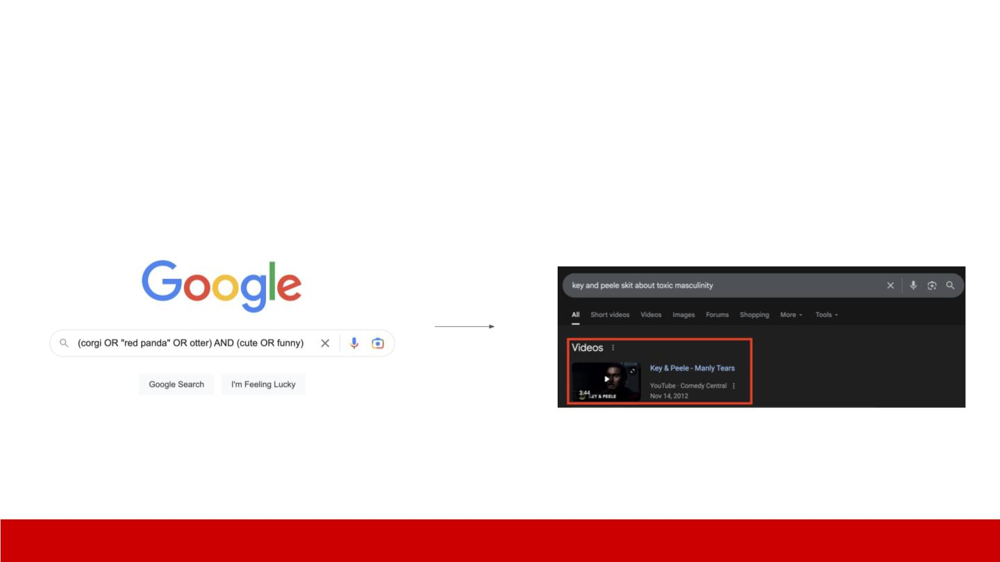 Google
(corgi OR "red panda" OR otter) AND (cute OR funny)
Google Search I'm Feeling Lucky
key and peele skit about toxic masculinity
All Short videos Videos Images Forums Shopping More Tools
Videos
Key & Peele - Manly Tears
YouTube · Comedy Central
Nov 14, 2012
3:44
KEY & PEELE